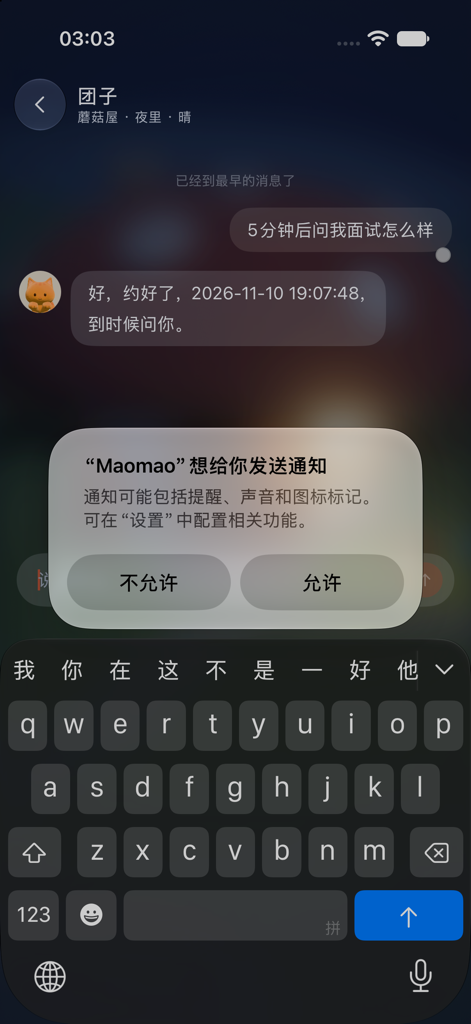 03:03
团子
蘑菇屋 · 夜里 · 晴
已经到最早的消息了
5分钟后问我面试怎么样
好，约好了，2026-11-10 19:07:48，
到时候问你。
“Maomao”想给你发送通知
通知可能包括提醒、声音和图标标记。
可在“设置”中配置相关功能。
不允许
允许
我 你 在 这 不 是 一 好 他
q w e r t y u i o p
a s d f g h j k l
z x c v b n m
123
拼